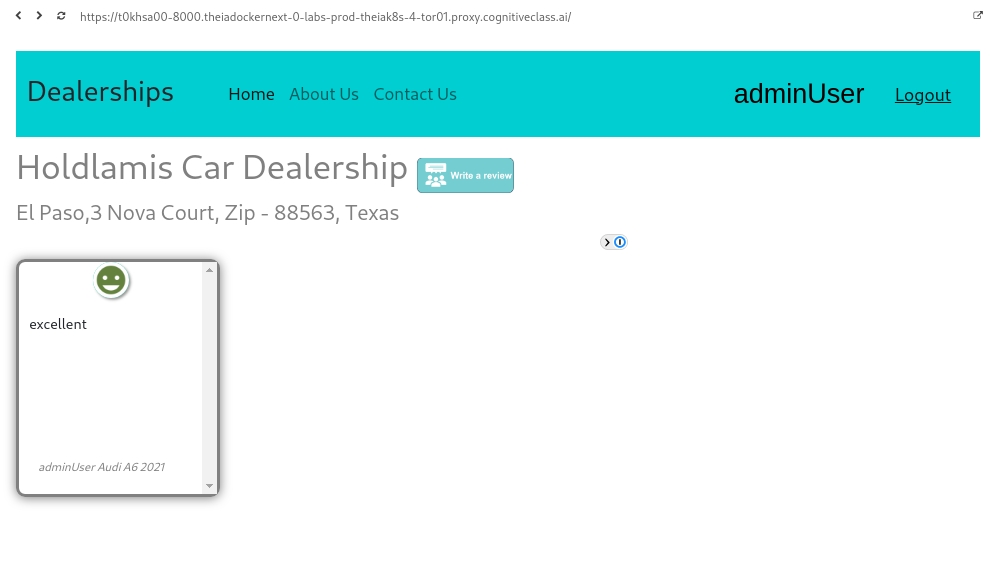 https://t0khsa00-8000.theiadockernext-0-labs-prod-theiak8s-4-tor01.proxy.cognitiveclass.ai/
Dealerships Home About Us Contact Us adminUser Logout
Holdlamis Car Dealership Write a review
El Paso,3 Nova Court, Zip - 88563, Texas
excellent
adminUser Audi A6 2021